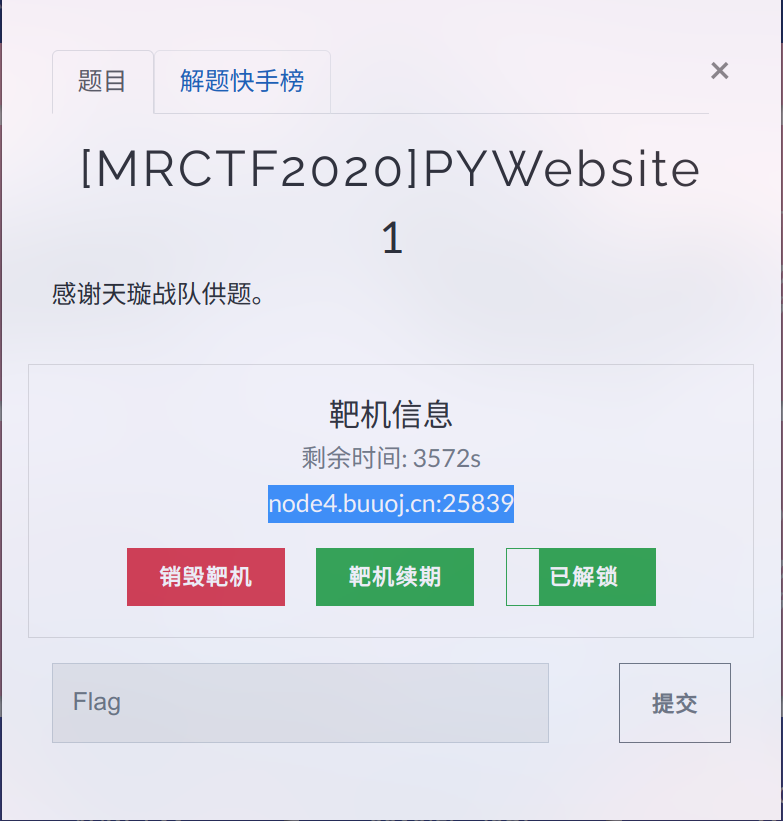 题目
解题快手榜
×
[MRCTF2020]PYWebsite
1
感谢天璇战队供题。
靶机信息
剩余时间: 3572s
node4.buuoj.cn:25839
销毁靶机
靶机续期
已解锁
Flag
提交